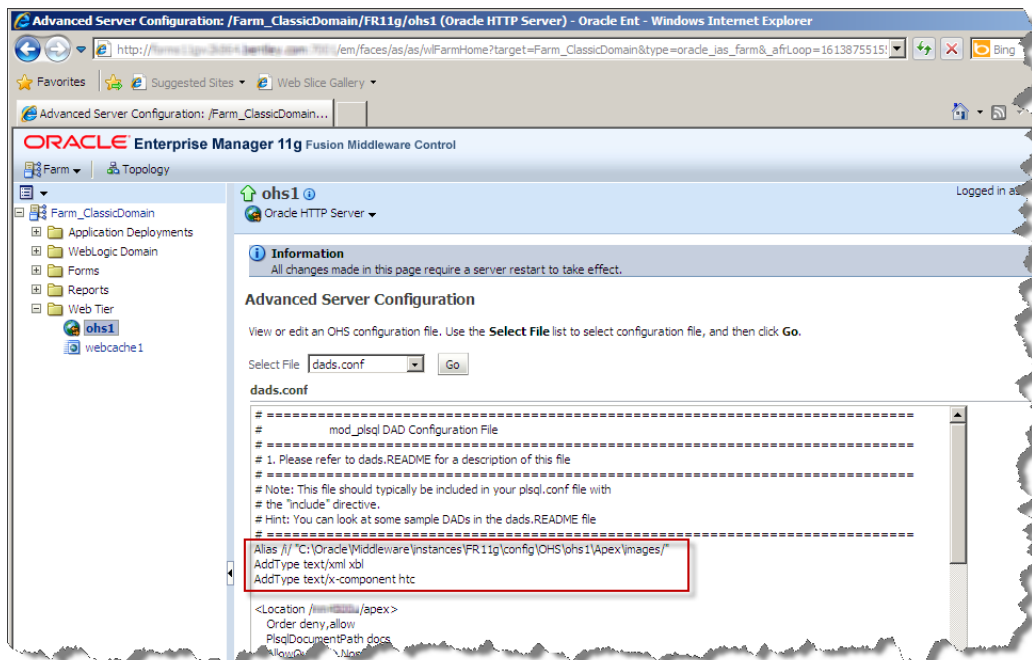 Advanced Server Configuration: /Farm_ClassicDomain/FR11g/ohs1 (Oracle HTTP Server) - Oracle Ent - Windows Internet Explorer
http:// /em/faces/as/as/wlFarmHome?target=Farm_ClassicDomain&type=oracle_ias_farm&_afrLoop=1613875515
Bing
Favorites Suggested Sites Web Slice Gallery
Advanced Server Configuration: /Farm_ClassicDomain...
ORACLE Enterprise Manager 11g Fusion Middleware Control
Farm Topology
Farm_ClassicDomain
Application Deployments
WebLogic Domain
Forms
Reports
Web Tier
ohs1
webcache1
ohs1
Logged in as
Oracle HTTP Server
Information
All changes made in this page require a server restart to take effect.
Advanced Server Configuration
View or edit an OHS configuration file. Use the Select File list to select configuration file, and then click Go.
Select File dads.conf Go
dads.conf
# ============================================================================
# mod_plsql DAD Configuration File
# ============================================================================
# 1. Please refer to dads.README for a description of this file
# ============================================================================
# Note: This file should typically be included in your plsql.conf file with
# the "include" directive.
# Hint: You can look at some sample DADs in the dads.README file
# ============================================================================
Alias /i/ "C:\Oracle\Middleware\instances\FR11g\config\OHS\ohs1\Apex\images/"
AddType text/xml xbl
AddType text/x-component htc
<Location / /apex>
Order deny,allow
PlsqlDocumentPath docs